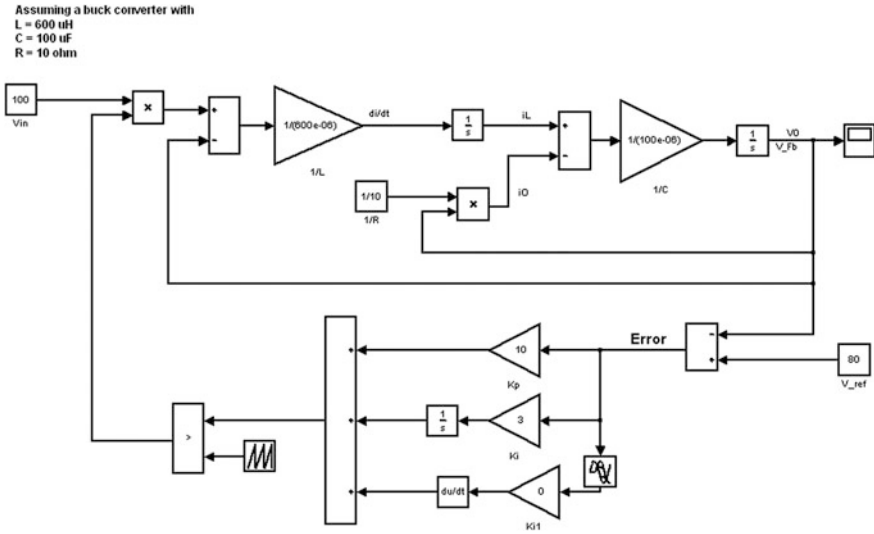 Assuming a buck converter with
L = 600 uH
C = 100 uF
R = 10 ohm
100
Vin
×
+
-
1/(600e-06)
1/L
di/dt
1
s
iL
+
-
1/(100e-06)
1/C
1
s
V0
V_Fb
1/10
1/R
×
iO
-
+
80
V_ref
Error
10
Kp
3
Ki
1
s
0
Ki1
du/dt
+
+
+
>